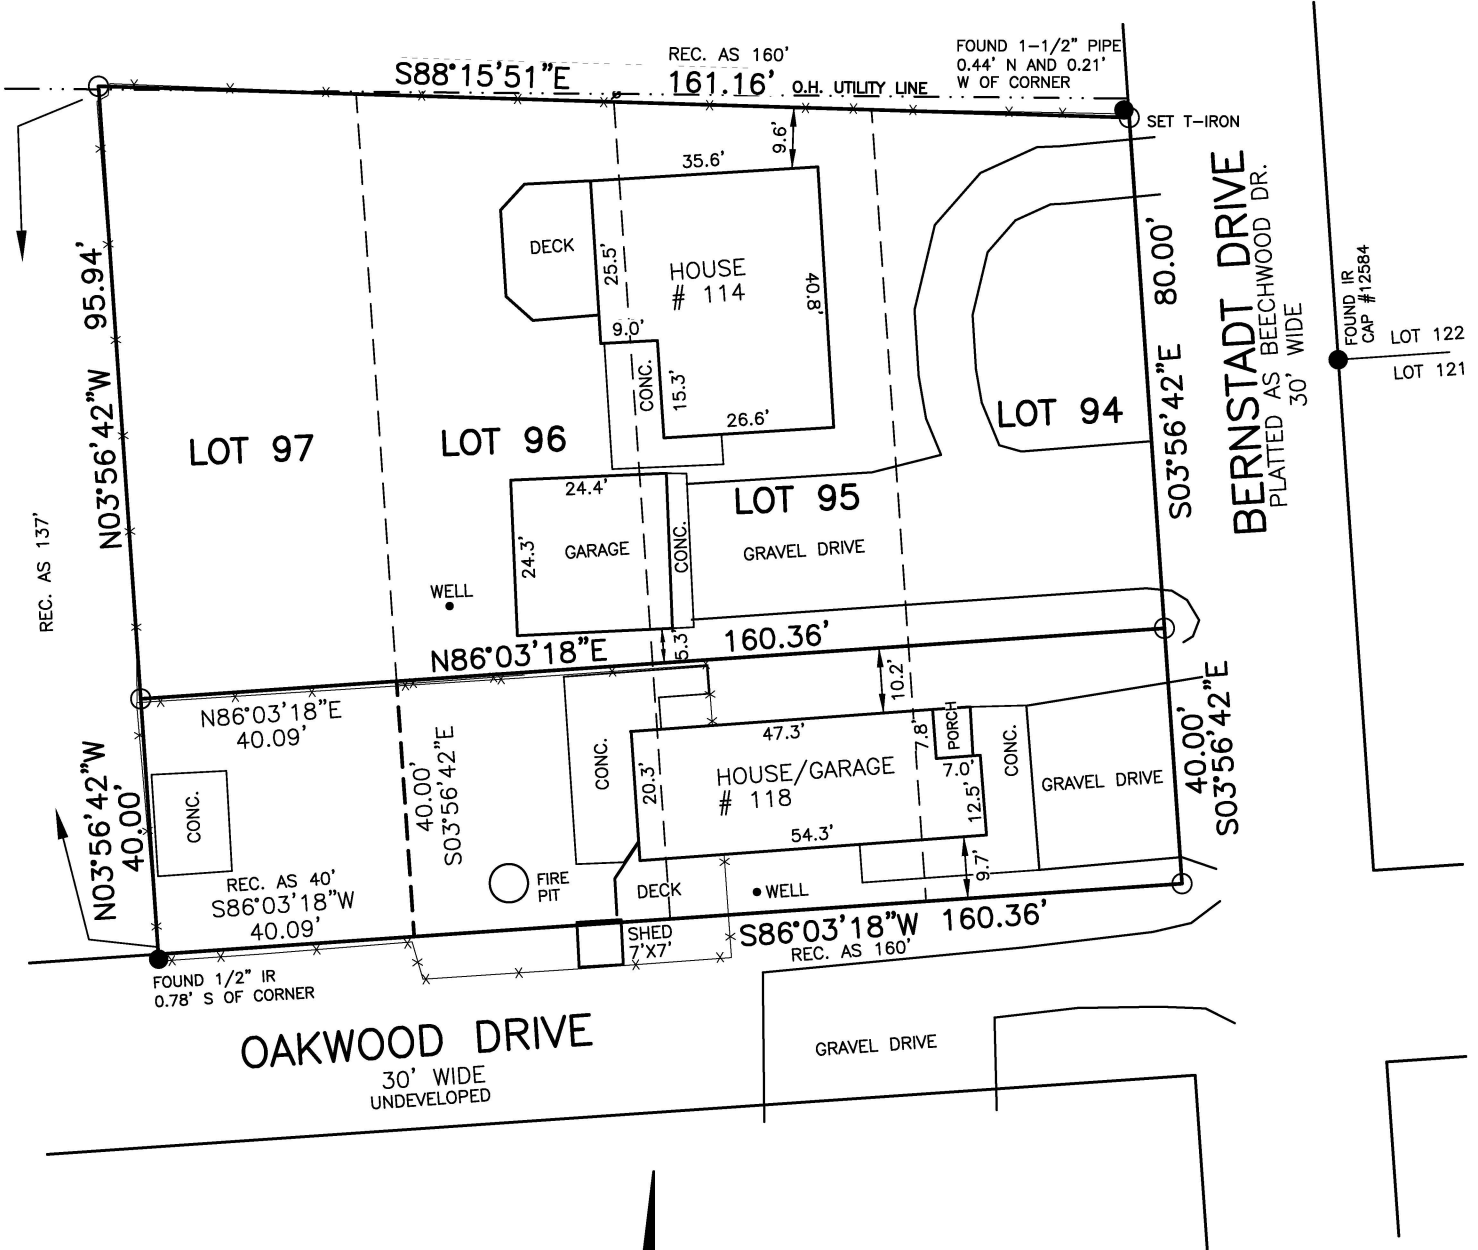 REC. AS 160'
S88°15'51"E 161.16'
O.H. UTILITY LINE
FOUND 1-1/2" PIPE
0.44' N AND 0.21'
W OF CORNER
SET T-IRON
9.6'
35.6'
DECK
25.5'
HOUSE
# 114
40.8'
9.0'
CONC.
15.3'
26.6'
N03°56'42"W 95.94'
REC. AS 137'
S03°56'42"E 80.00'
BERNSTADT DRIVE
PLATTED AS BEECHWOOD DR.
30' WIDE
FOUND IR
CAP #12584
LOT 122
LOT 121
LOT 97
LOT 96
LOT 95
LOT 94
24.4'
24.3'
GARAGE
CONC.
GRAVEL DRIVE
WELL
5.3'
N86°03'18"E 160.36'
10.2'
N86°03'18"E
40.09'
N03°56'42"W
40.00'
CONC.
40.00'
S03°56'42"E
CONC.
47.3'
20.3'
HOUSE/GARAGE
# 118
7.8'
PORCH
7.0'
12.5'
54.3'
CONC.
GRAVEL DRIVE
40.00'
S03°56'42"E
REC. AS 40'
S86°03'18"W
40.09'
FIRE
PIT
DECK
WELL
9.7'
SHED
7'X7'
S86°03'18"W 160.36'
REC. AS 160'
FOUND 1/2" IR
0.78' S OF CORNER
OAKWOOD DRIVE
30' WIDE
UNDEVELOPED
GRAVEL DRIVE